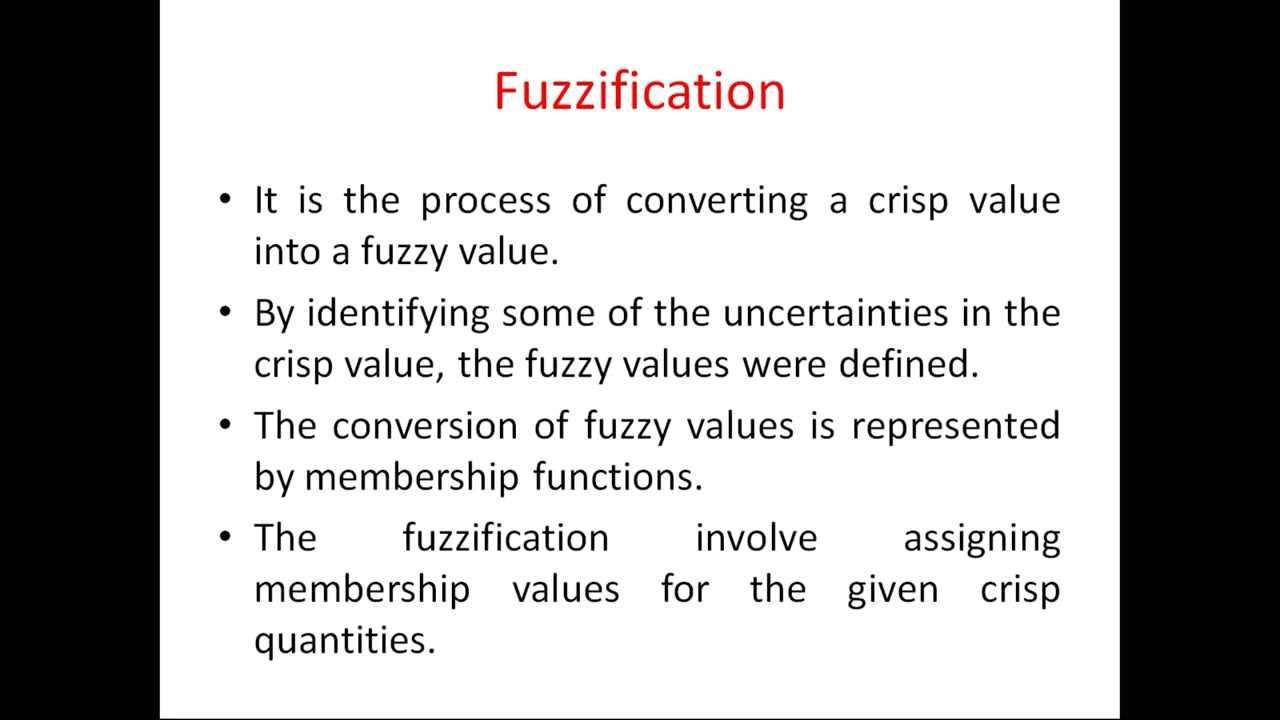 Fuzzification
• It is the process of converting a crisp value
into a fuzzy value.
• By identifying some of the uncertainties in the
crisp value, the fuzzy values were defined.
• The conversion of fuzzy values is represented
by membership functions.
• The fuzzification involve assigning
membership values for the given crisp
quantities.